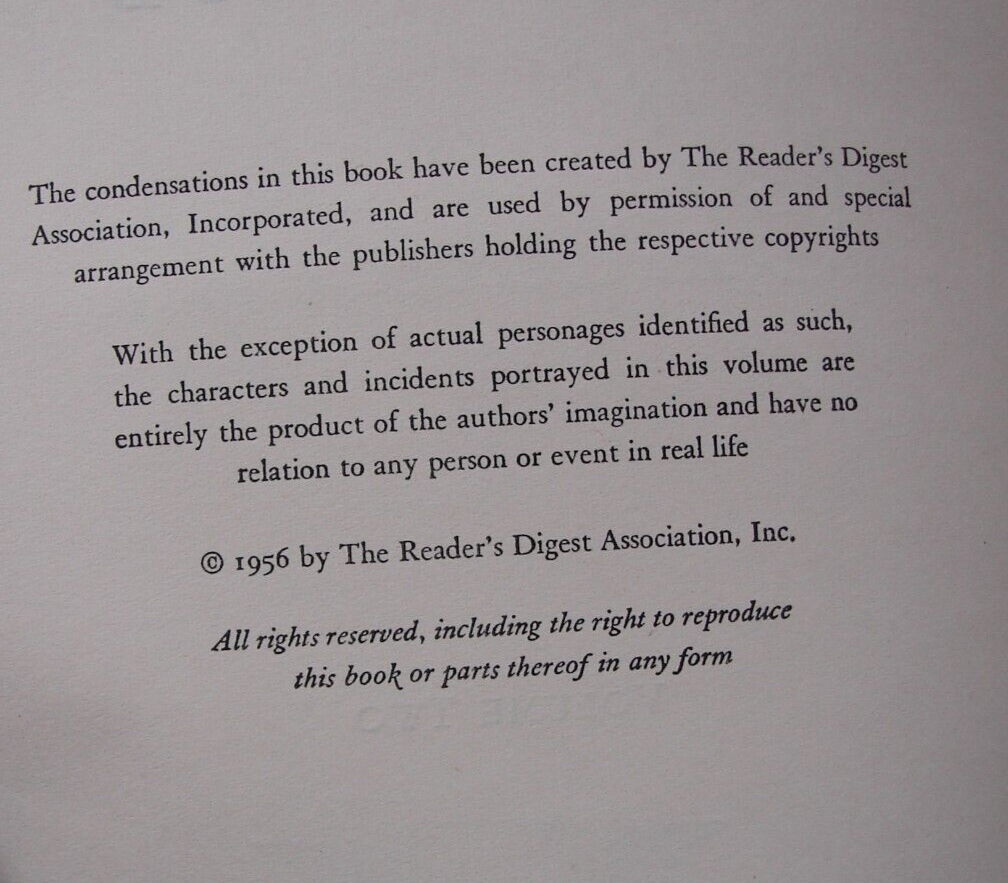 The condensations in this book have been created by The Reader's Digest
Association, Incorporated, and are used by permission of and special
arrangement with the publishers holding the respective copyrights
With the exception of actual personages identified as such,
the characters and incidents portrayed in this volume are
entirely the product of the authors' imagination and have no
relation to any person or event in real life
© 1956 by The Reader's Digest Association, Inc.
All rights reserved, including the right to reproduce
this book or parts thereof in any form
VOLUME TWO